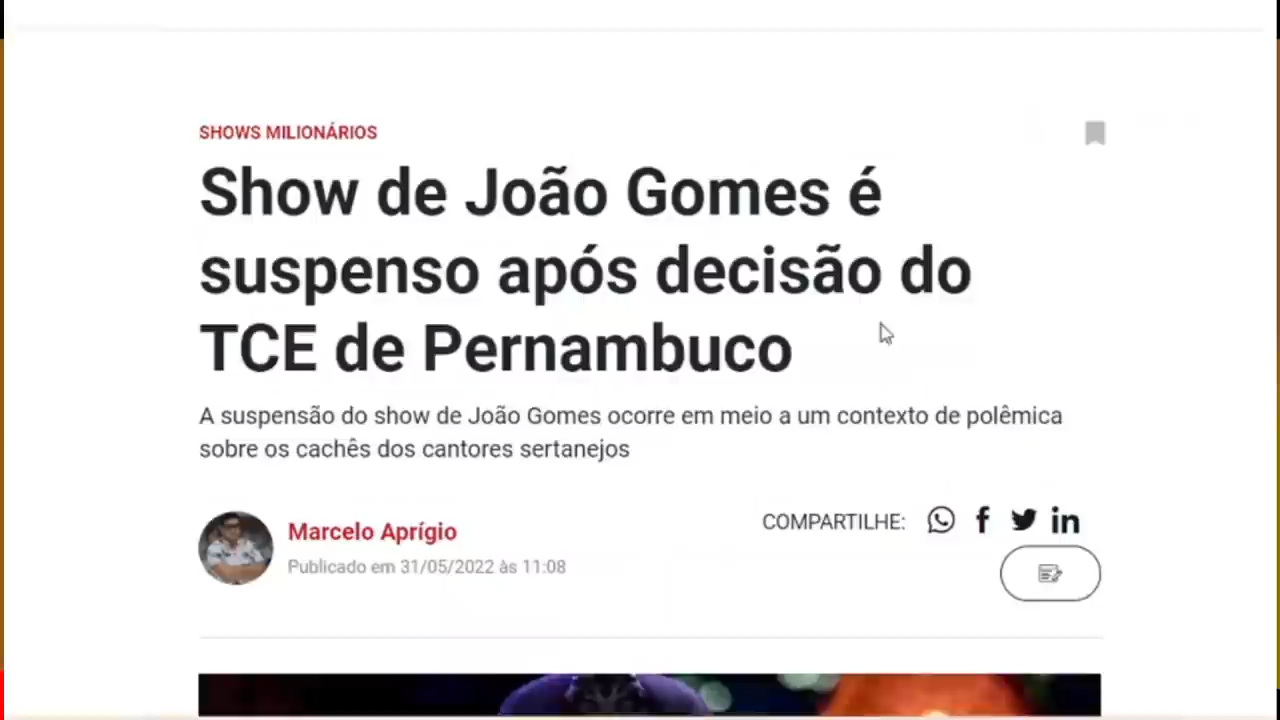 SHOWS MILIONÁRIOS
Show de João Gomes é
suspenso após decisão do
TCE de Pernambuco
A suspensão do show de João Gomes ocorre em meio a um contexto de polêmica
sobre os cachês dos cantores sertanejos
Marcelo Aprígio
COMPARTILHE:
Publicado em 31/05/2022 às 11:08